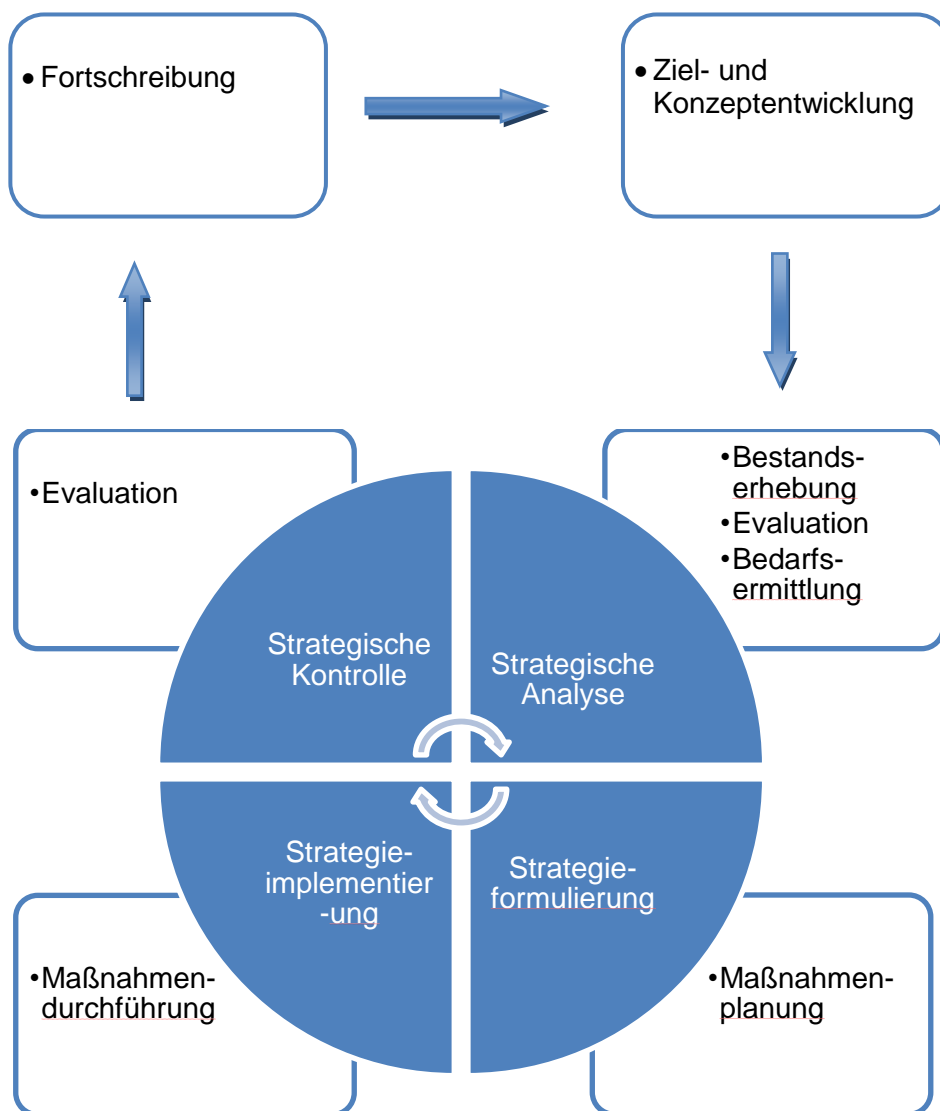 • Fortschreibung
• Ziel- und
Konzeptentwicklung
•Evaluation
•Bestands-
erhebung
•Evaluation
•Bedarfs-
ermittlung
Strategische
Kontrolle
Strategische
Analyse
Strategie-
implementier
-ung
Strategie-
formulierung
•Maßnahmen-
durchführung
•Maßnahmen-
planung